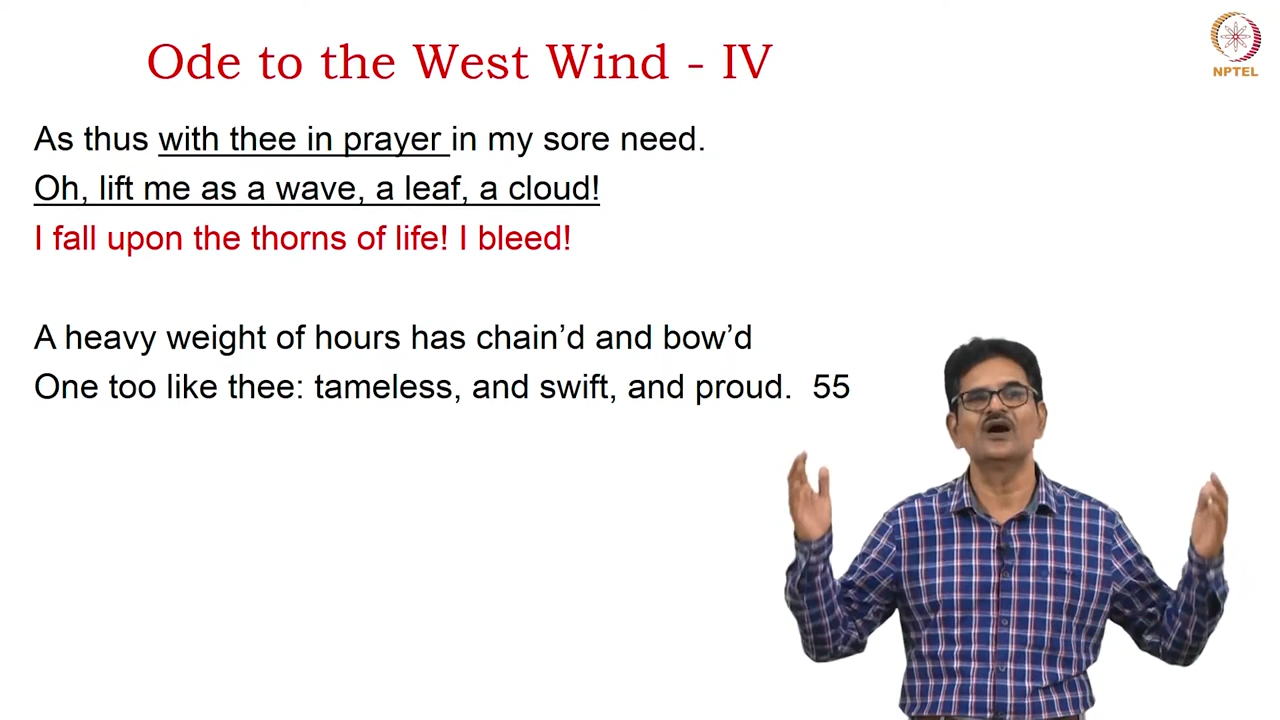 Ode to the West Wind - IV
NPTEL
As thus with thee in prayer in my sore need.
Oh, lift me as a wave, a leaf, a cloud!
I fall upon the thorns of life! I bleed!
A heavy weight of hours has chain’d and bow’d
One too like thee: tameless, and swift, and proud. 55